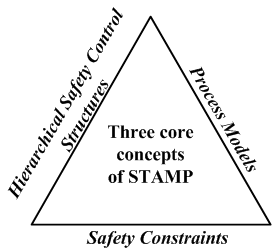 Hierarchical Safety Control
Structures
Process Models
Three core
concepts
of STAMP
Safety Constraints